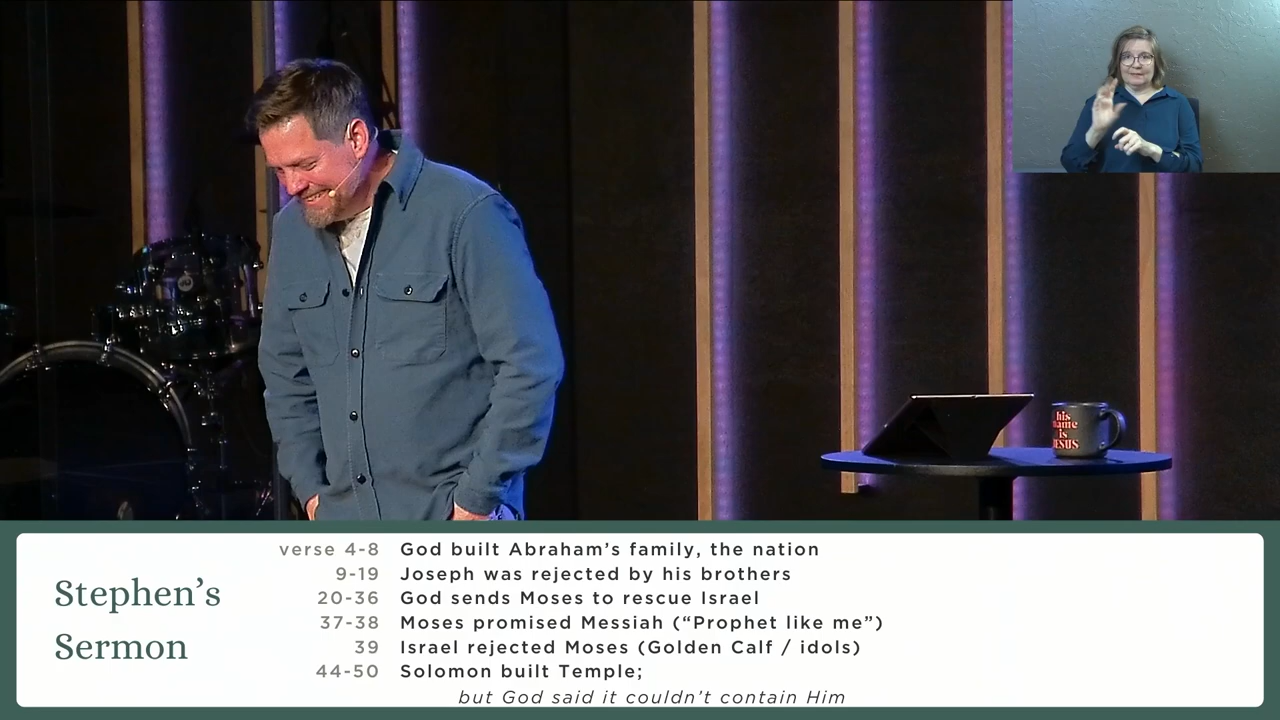 his
name
is
JESUS
Stephen's
Sermon
verse 4-8 God built Abraham's family, the nation
9-19 Joseph was rejected by his brothers
20-36 God sends Moses to rescue Israel
37-38 Moses promised Messiah (“Prophet like me”)
39 Israel rejected Moses (Golden Calf / idols)
44-50 Solomon built Temple;
but God said it couldn't contain Him